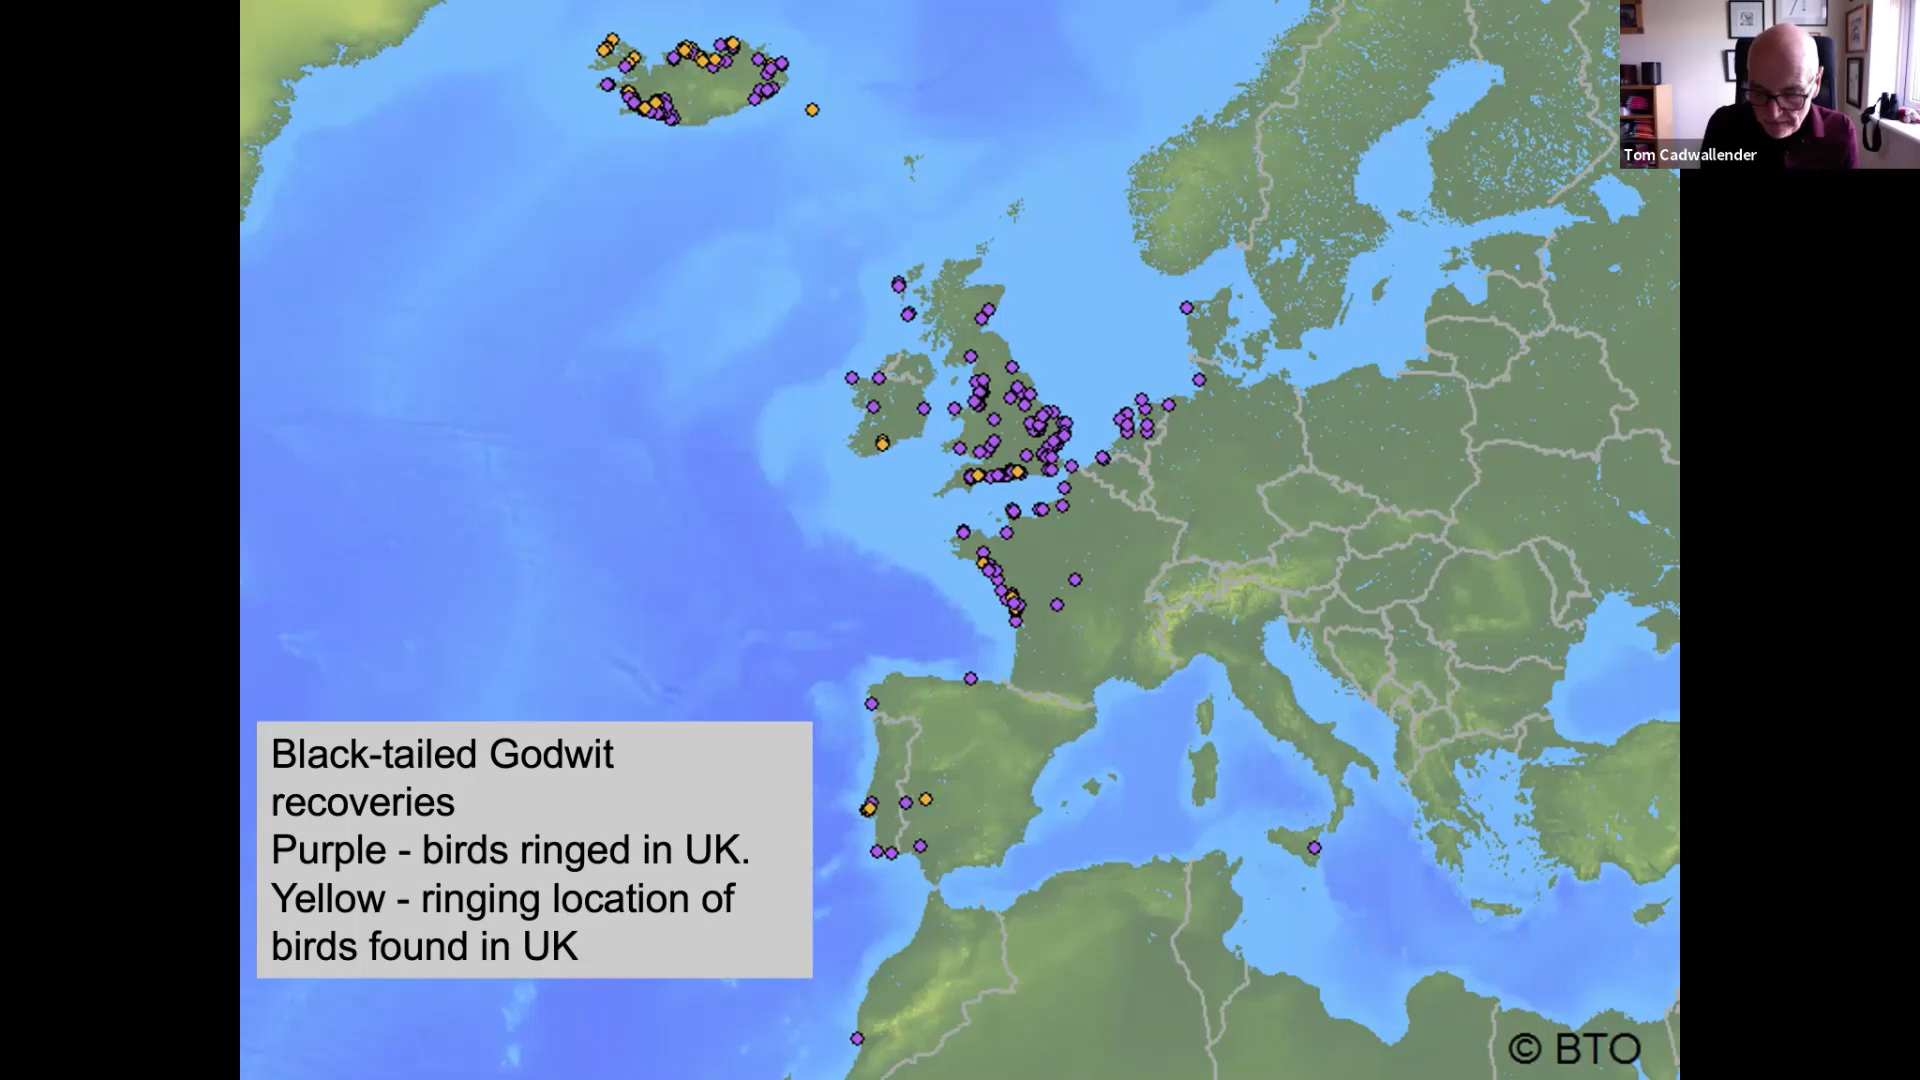 Tom Cadwallender
Black-tailed Godwit
recoveries
Purple - birds ringed in UK.
Yellow - ringing location of
birds found in UK
© BTO